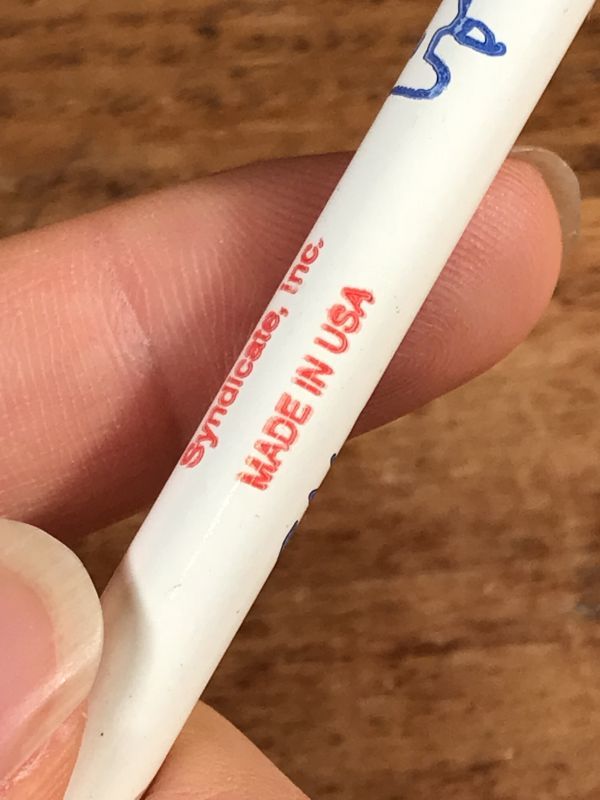 Syndicate, Inc.
MADE IN USA